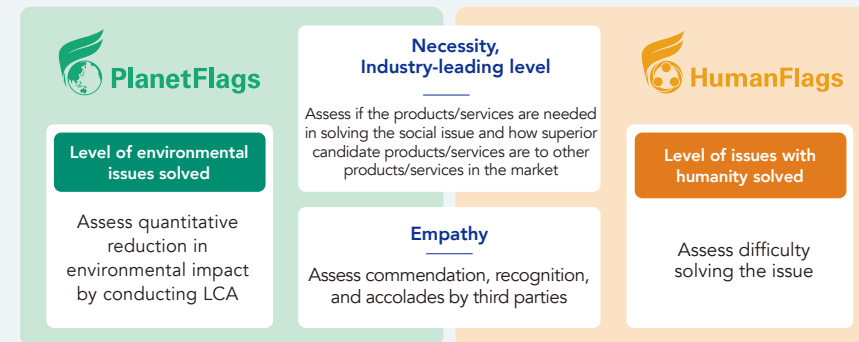 PlanetFlags
Level of environmental
issues solved
Assess quantitative
reduction in
environmental impact
by conducting LCA
Necessity,
Industry-leading level
Assess if the products/services are needed
in solving the social issue and how superior
candidate products/services are to other
products/services in the market
Empathy
Assess commendation, recognition,
and accolades by third parties
HumanFlags
Level of issues with
humanity solved
Assess difficulty
solving the issue